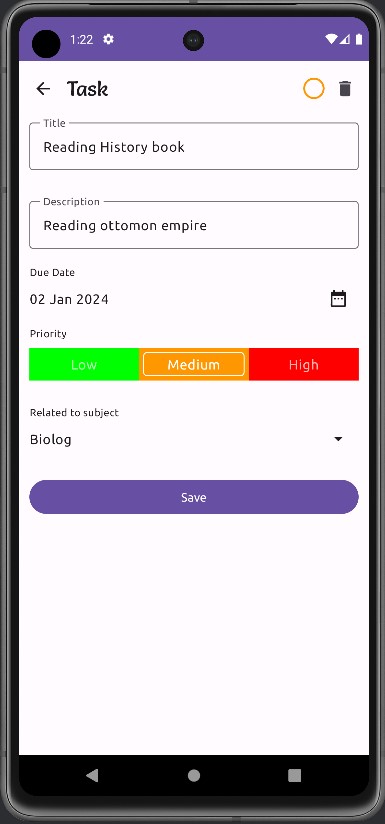 1:22
Task
Title
Reading History book
Description
Reading ottomon empire
Due Date
02 Jan 2024
Priority
Low Medium High
Related to subject
Biolog
Save